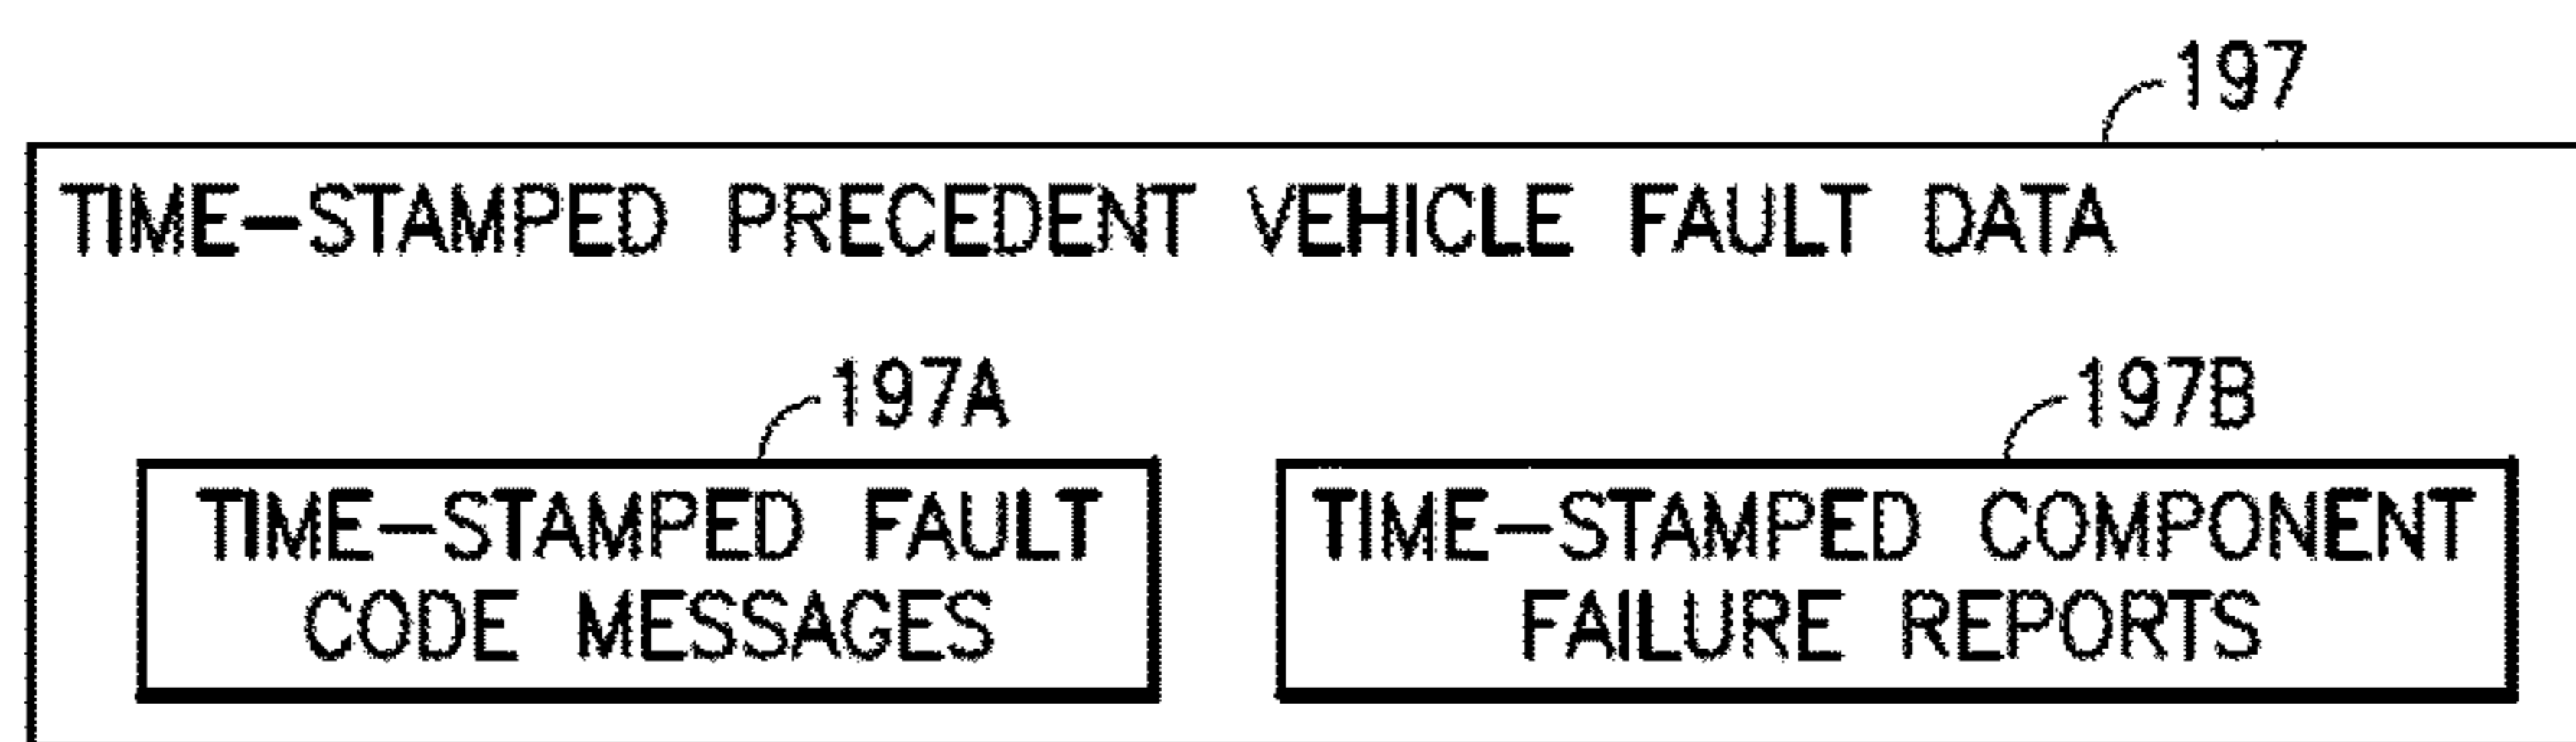 197
TIME-STAMPED PRECEDENT VEHICLE FAULT DATA
197A
197B
TIME-STAMPED FAULT
CODE MESSAGES
TIME-STAMPED COMPONENT
FAILURE REPORTS